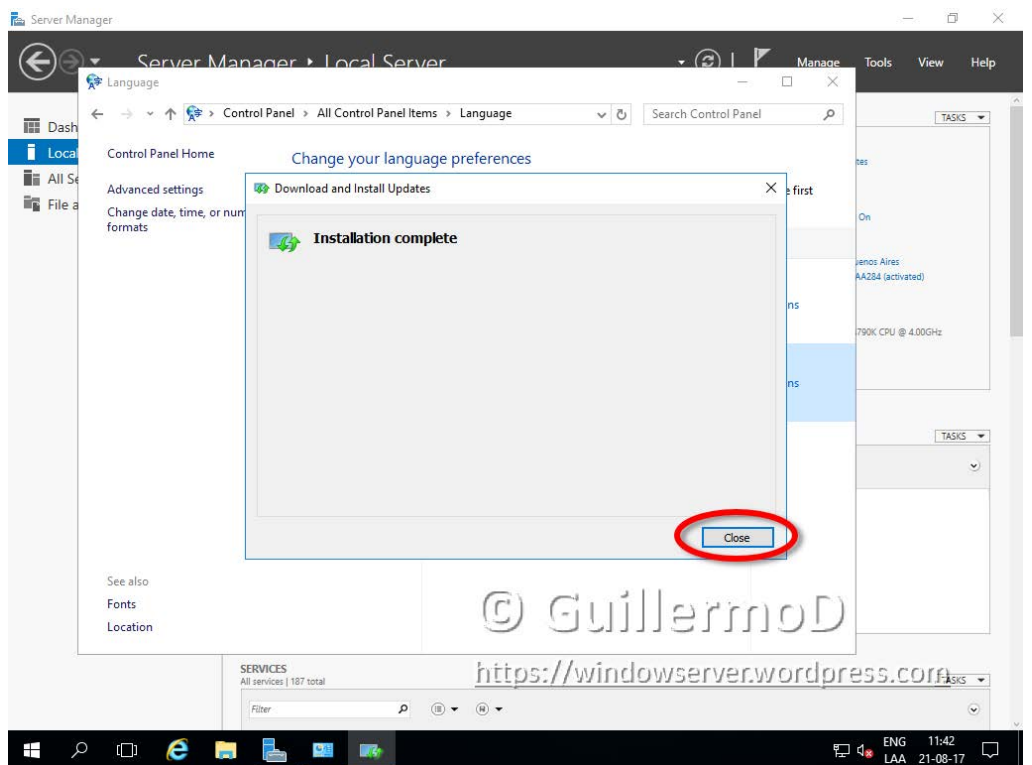 Server Manager
Server Manager ‣ Local Server
Manage Tools View Help
Language
Control Panel › All Control Panel Items › Language
Search Control Panel
TASKS
Dash
Local
All Se
File a
Control Panel Home
Change your language preferences
Advanced settings
Change date, time, or num
formats
Download and Install Updates
first
Installation complete
On
uenos Aires
AA284 (activated)
ns
790K CPU @ 4.00GHz
ns
TASKS
Close
See also
Fonts
Location
© GuillermoD
https://windowserver.wordpress.com
SERVICES
All services | 187 total
TASKS
Filter
ENG 11:42
LAA 21-08-17